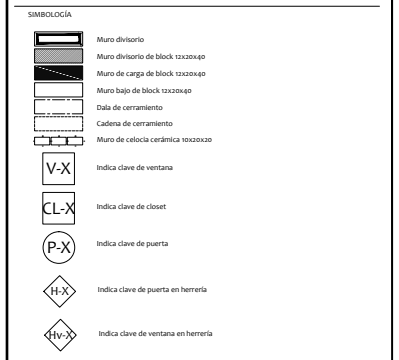 SIMBOLOGÍA
Muro divisorio
Muro divisorio de block 12x20x40
Muro de carga de block 12x20x40
Muro bajo de block 12x20x40
Dala de cerramiento
Cadena de cerramiento
Muro de celocia cerámica 10x20x20
V-X Indica clave de ventana
CL-X Indica clave de closet
P-X Indica clave de puerta
H-X Indica clave de puerta en herrería
Hv-X Indica clave de ventana en herrería